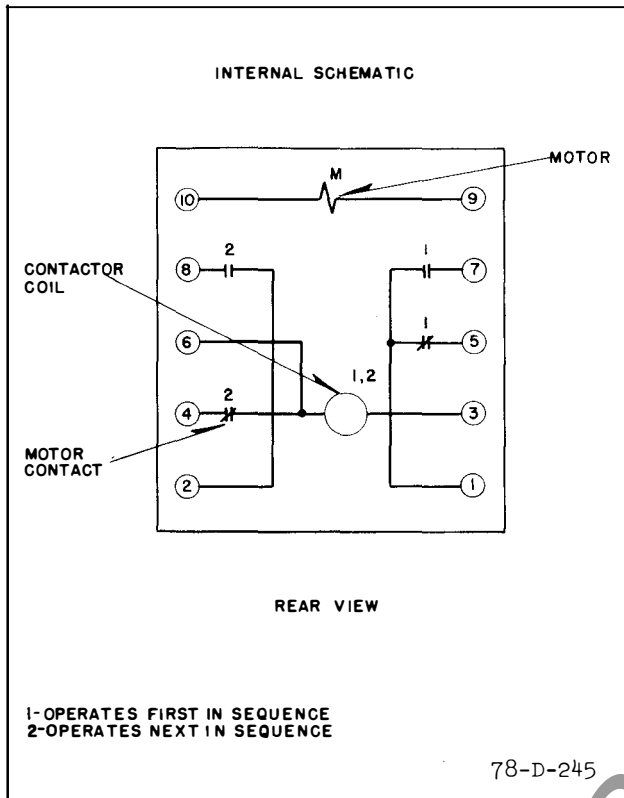 INTERNAL SCHEMATIC
M
MOTOR
10
9
2
1
8
7
CONTACTOR
COIL
1
6
5
1,2
2
4
3
MOTOR
CONTACT
2
1
REAR VIEW
1-OPERATES FIRST IN SEQUENCE
2-OPERATES NEXT IN SEQUENCE
78-D-245